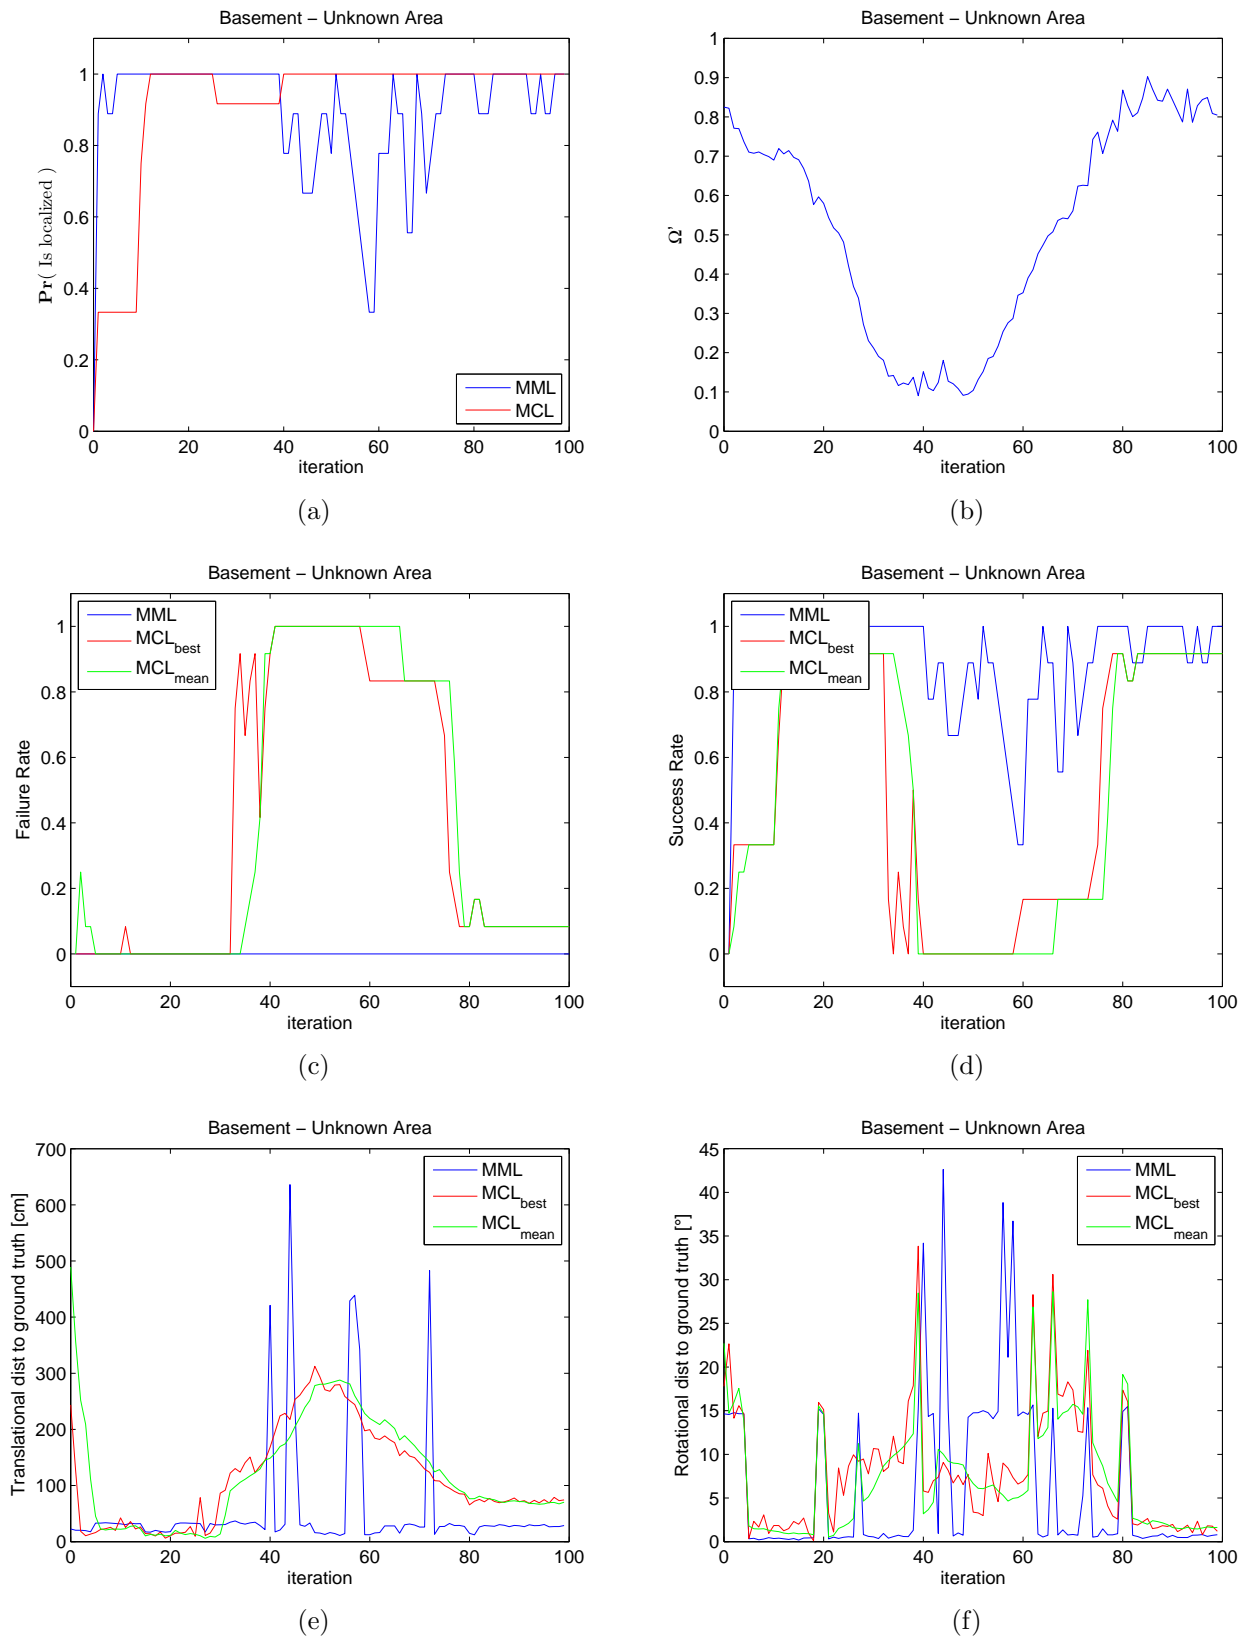 Basement – Unknown Area
1
0.8
0.6
0.4
0.2
0
0 20 40 60 80 100
iteration
Pr( Is localized )
MML
MCL
(a)
Basement – Unknown Area
1
0.9
0.8
0.7
0.6
0.5
0.4
0.3
0.2
0.1
0
0 20 40 60 80 100
iteration
Ω'
(b)
Basement – Unknown Area
1
0.8
0.6
0.4
0.2
0
0 20 40 60 80 100
iteration
Failure Rate
MML
MCL_best
MCL_mean
(c)
Basement – Unknown Area
1
0.8
0.6
0.4
0.2
0
0 20 40 60 80 100
iteration
Success Rate
MML
MCL_best
MCL_mean
(d)
Basement – Unknown Area
700
600
500
400
300
200
100
0
0 20 40 60 80 100
iteration
Translational dist to ground truth [cm]
MML
MCL_best
MCL_mean
(e)
Basement – Unknown Area
45
40
35
30
25
20
15
10
5
0
0 20 40 60 80 100
iteration
Rotational dist to ground truth [°]
MML
MCL_best
MCL_mean
(f)